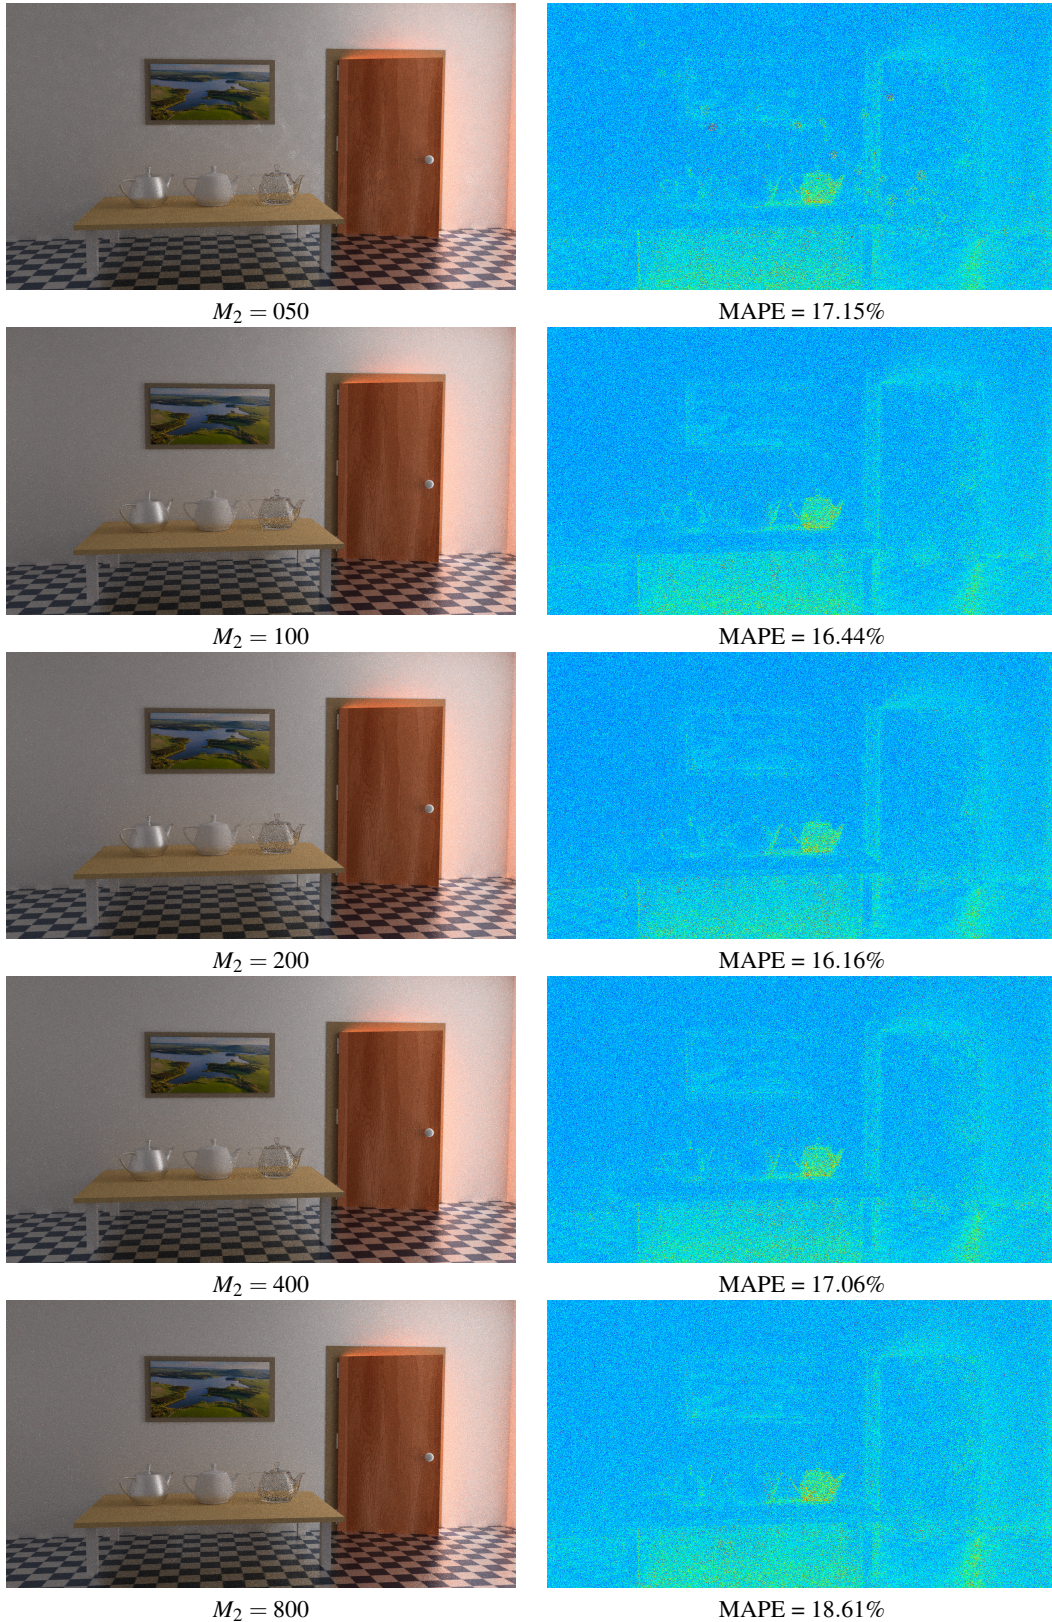 M₂ = 050
MAPE = 17.15%
M₂ = 100
MAPE = 16.44%
M₂ = 200
MAPE = 16.16%
M₂ = 400
MAPE = 17.06%
M₂ = 800
MAPE = 18.61%